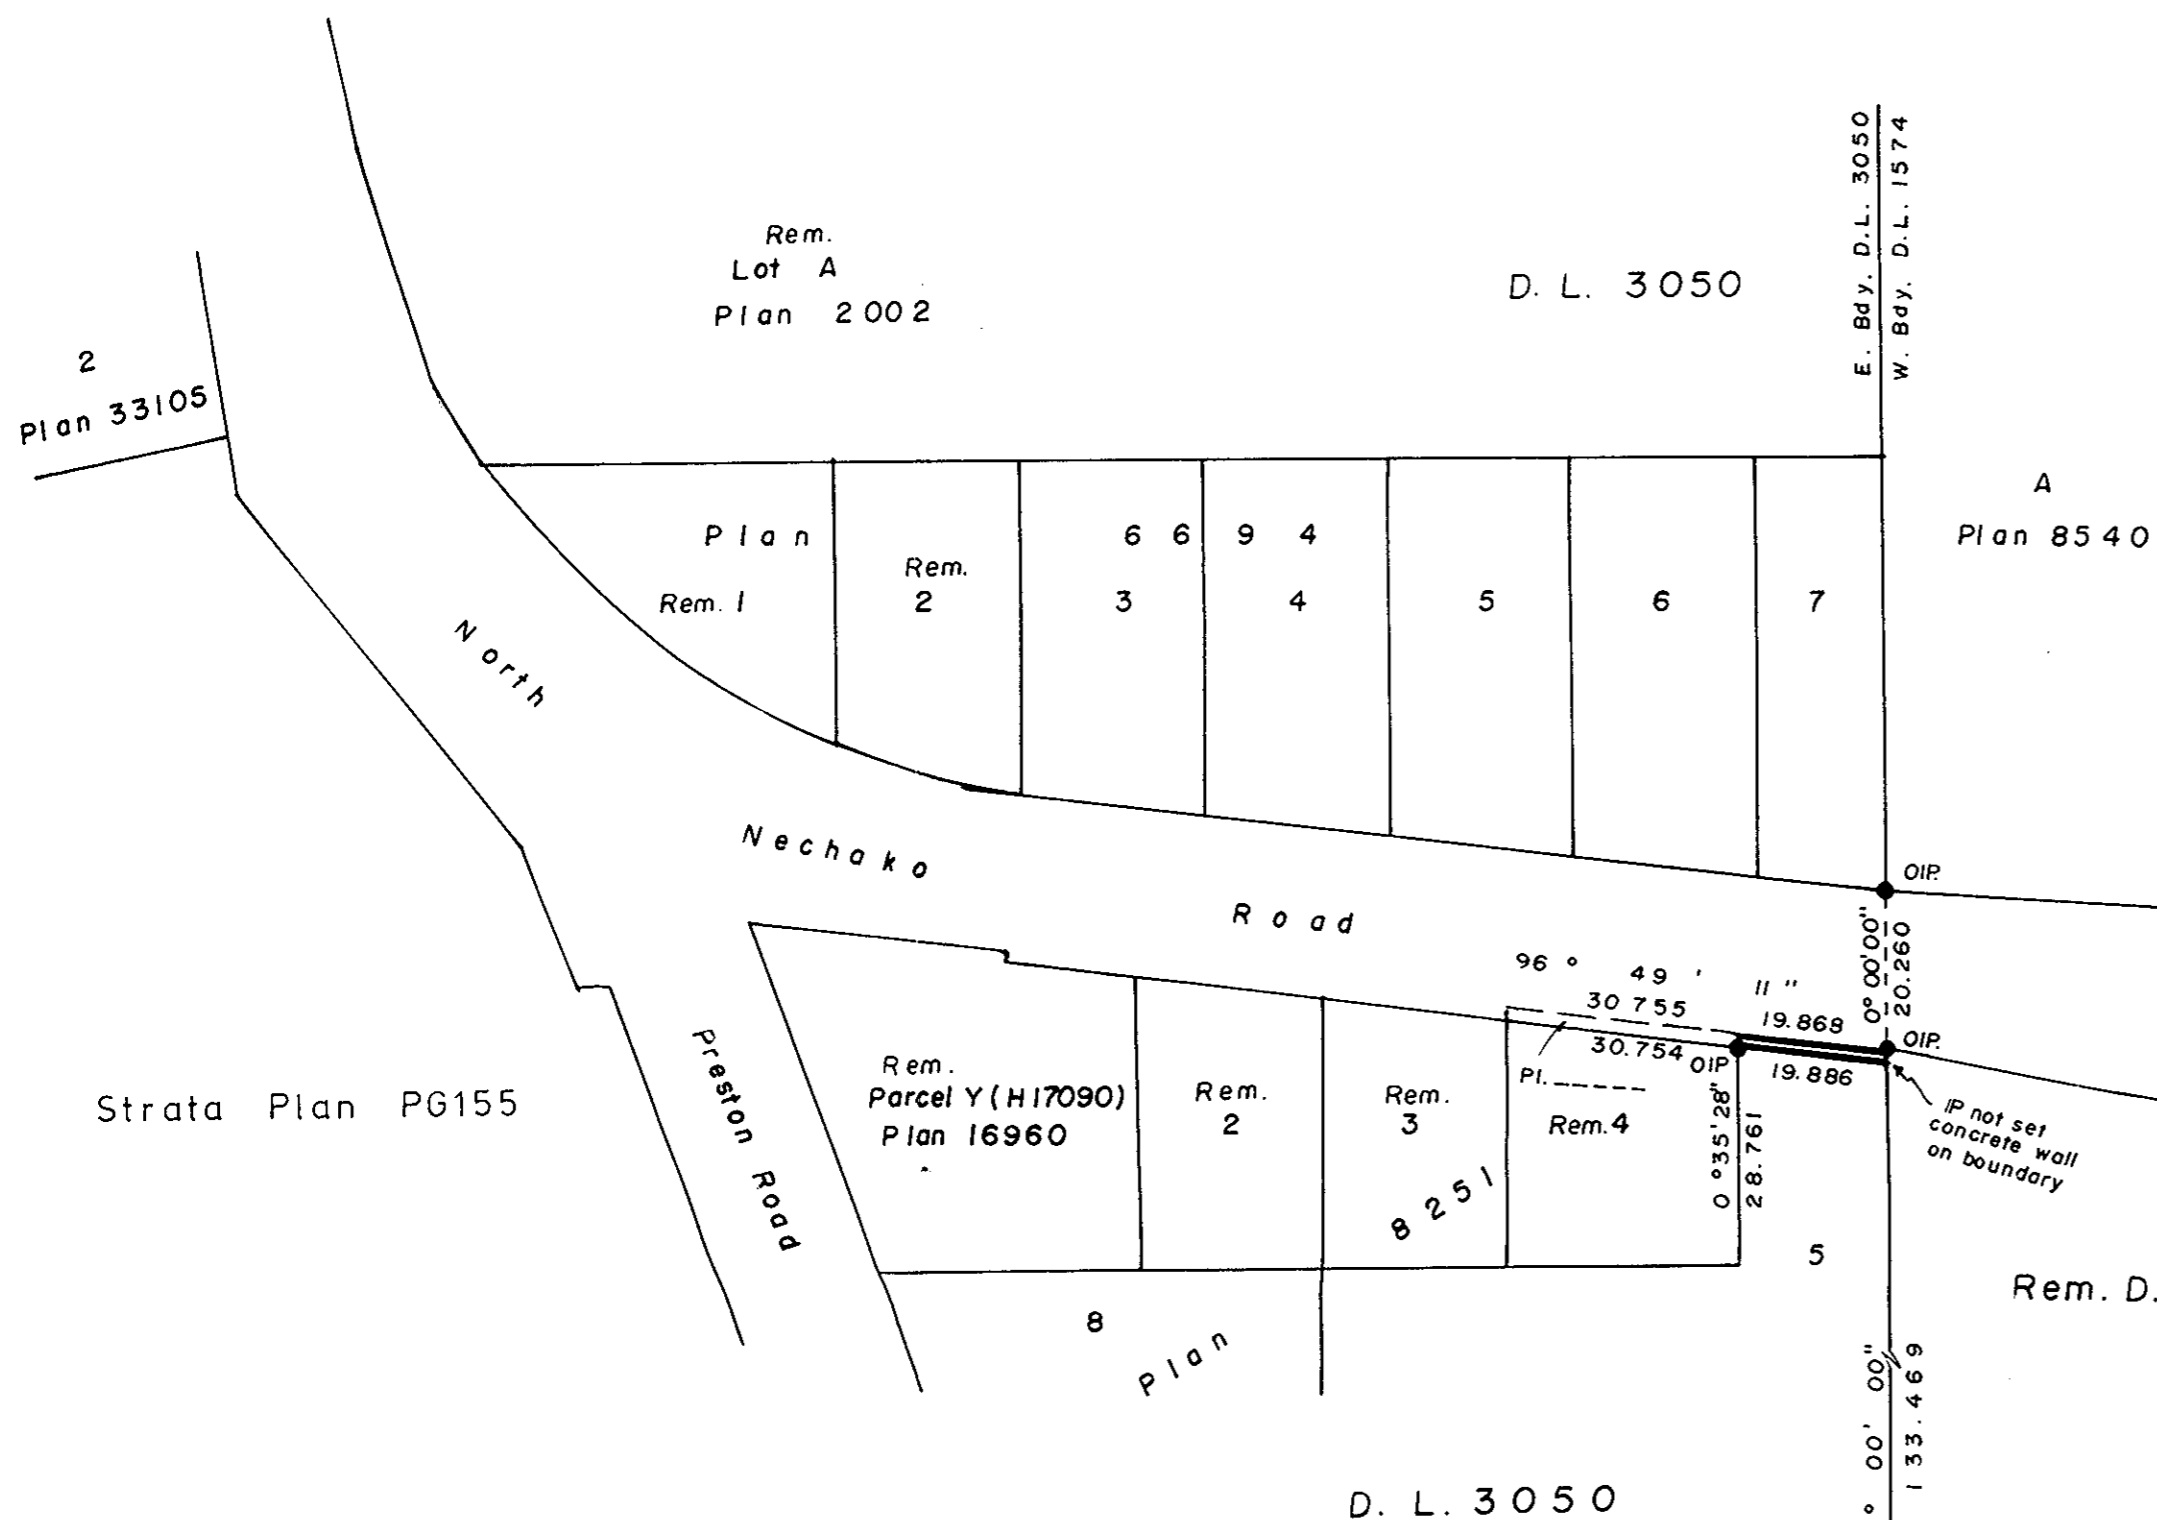 E. Bdy. D.L. 3050
W. Bdy. D.L. 1574
Rem.
Lot A
Plan 2002
D. L. 3050
2
Plan 33105
A
Plan 8540
Plan 6694
Rem. 1
Rem.
2
3
4
5
6
7
North Nechako Road
OIP.
0° 00' 00"
20.260
96° 49' 11"
30 755
19.868
OIP.
30.754
OIP
19.886
Pl.------
IP not set
concrete wall
on boundary
Strata Plan PG155
Preston Road
Rem.
Parcel Y (H17090)
Plan 16960
Rem.
2
Rem.
3
Rem. 4
0°35'28"
28.761
5
Rem. D.
8
Plan 8251
° 00' 00"
133.469
D. L. 3050